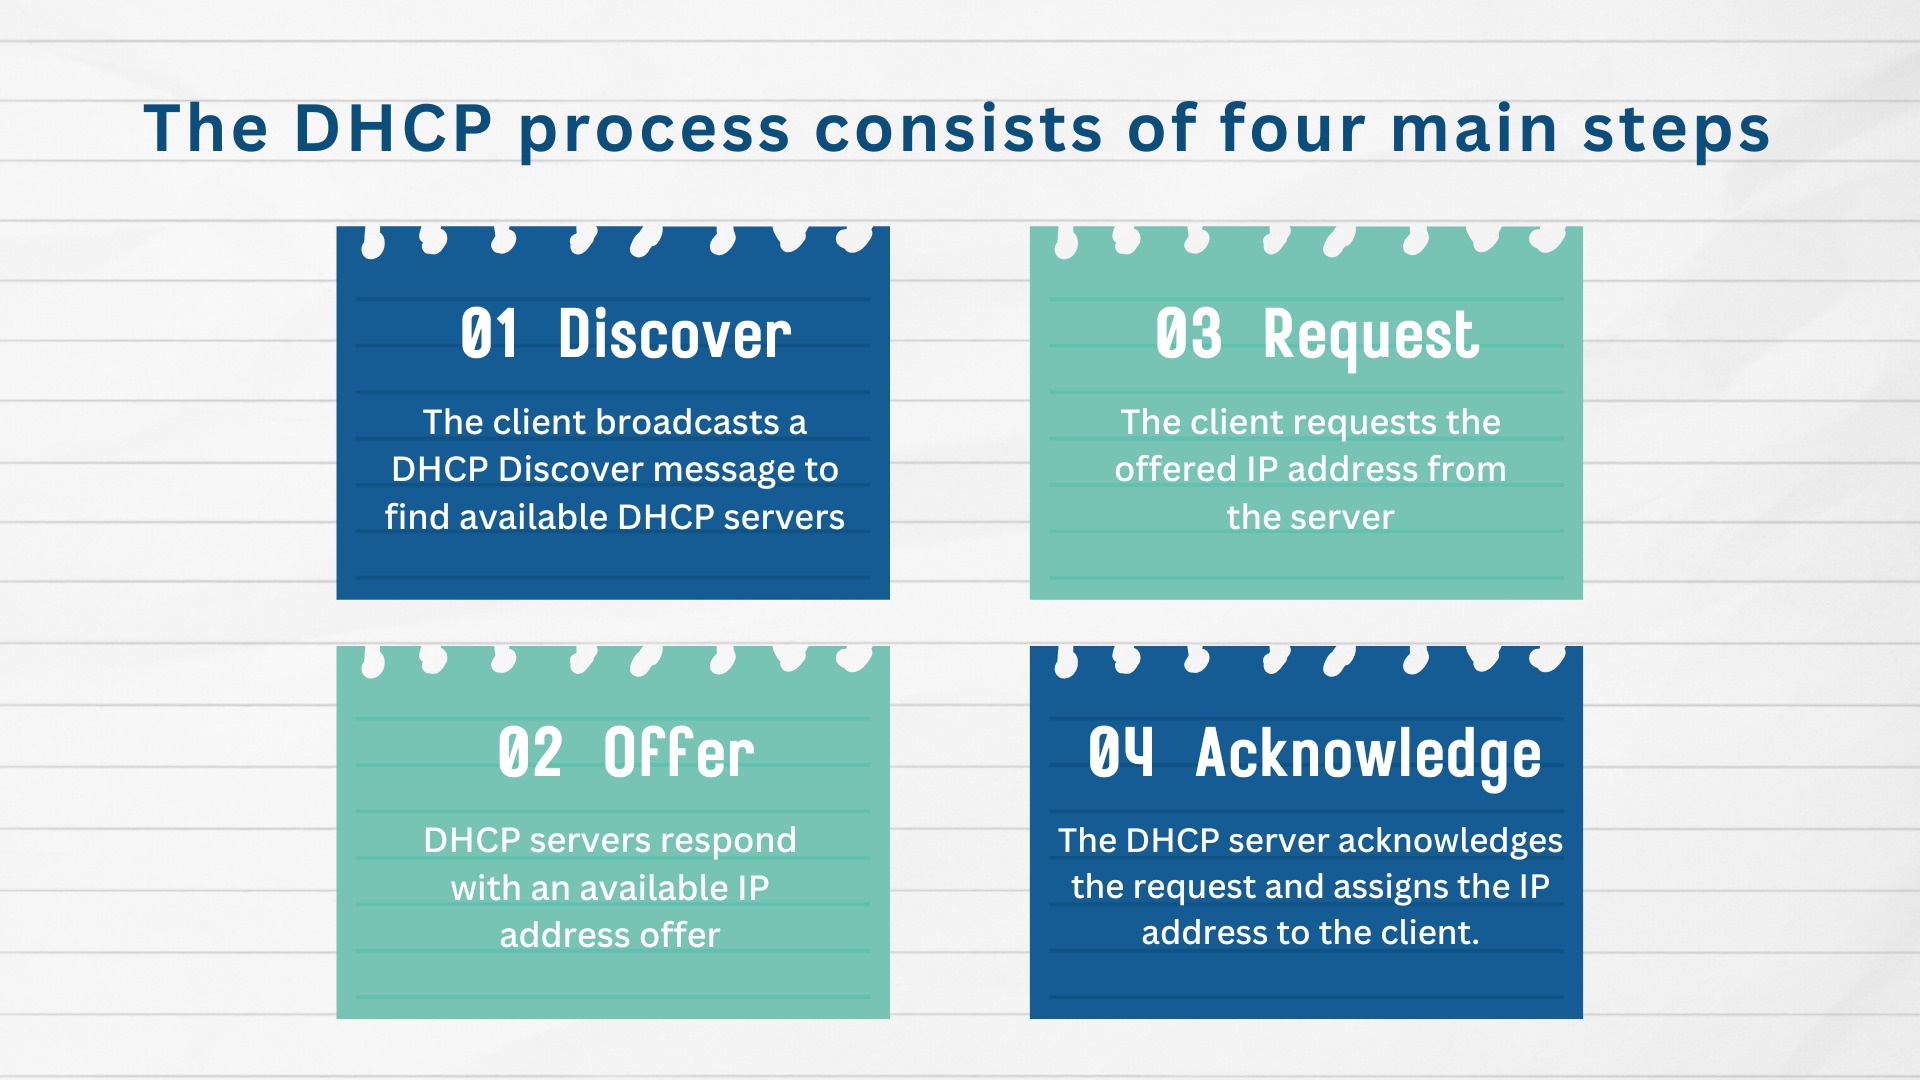 The DHCP process consists of four main steps
01 Discover
The client broadcasts a
DHCP Discover message to
find available DHCP servers
02 Offer
DHCP servers respond
with an available IP
address offer
03 Request
The client requests the
offered IP address from
the server
04 Acknowledge
The DHCP server acknowledges
the request and assigns the IP
address to the client.